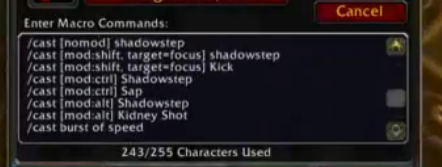 Cancel
Enter Macro Commands:
/cast [nomod] shadowstep
/cast [mod:shift, target=focus] shadowstep
/cast [mod:shift, target=focus] Kick
/cast [mod:ctrl] Shadowstep
/cast [mod:ctrl] Sap
/cast [mod:alt] Shadowstep
/cast [mod:alt] Kidney Shot
/cast burst of speed
243/255 Characters Used